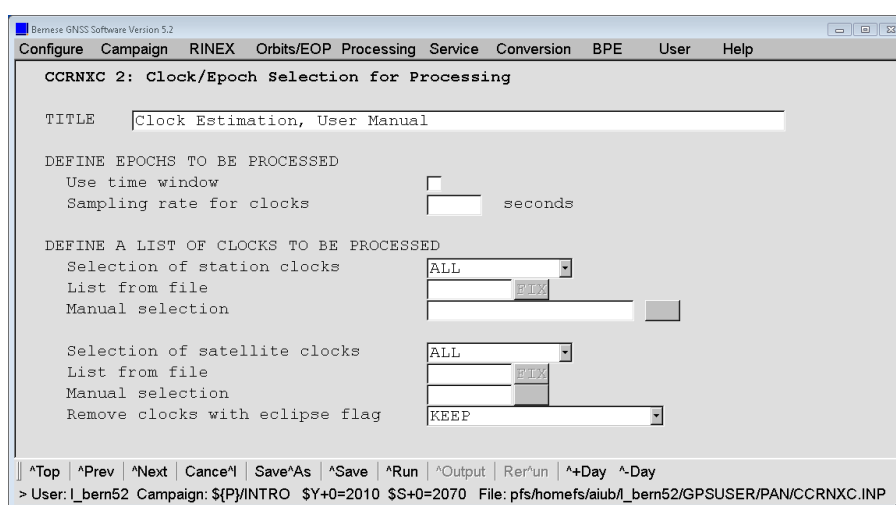 Bernese GNSS Software Version 5.2
Configure Campaign RINEX Orbits/EOP Processing Service Conversion BPE User Help
CCRNXC 2: Clock/Epoch Selection for Processing
TITLE Clock Estimation, User Manual
DEFINE EPOCHS TO BE PROCESSED
Use time window
Sampling rate for clocks seconds
DEFINE A LIST OF CLOCKS TO BE PROCESSED
Selection of station clocks ALL
List from file FIX
Manual selection
Selection of satellite clocks ALL
List from file FIX
Manual selection
Remove clocks with eclipse flag KEEP
^Top | ^Prev | ^Next | Cance^l | Save^As | ^Save | ^Run | ^Output | Rer^un | ^+Day ^-Day
> User: l_bern52 Campaign: ${P}/INTRO $Y+0=2010 $S+0=2070 File: pfs/homefs/aiub/l_bern52/GPSUSER/PAN/CCRNXC.INP